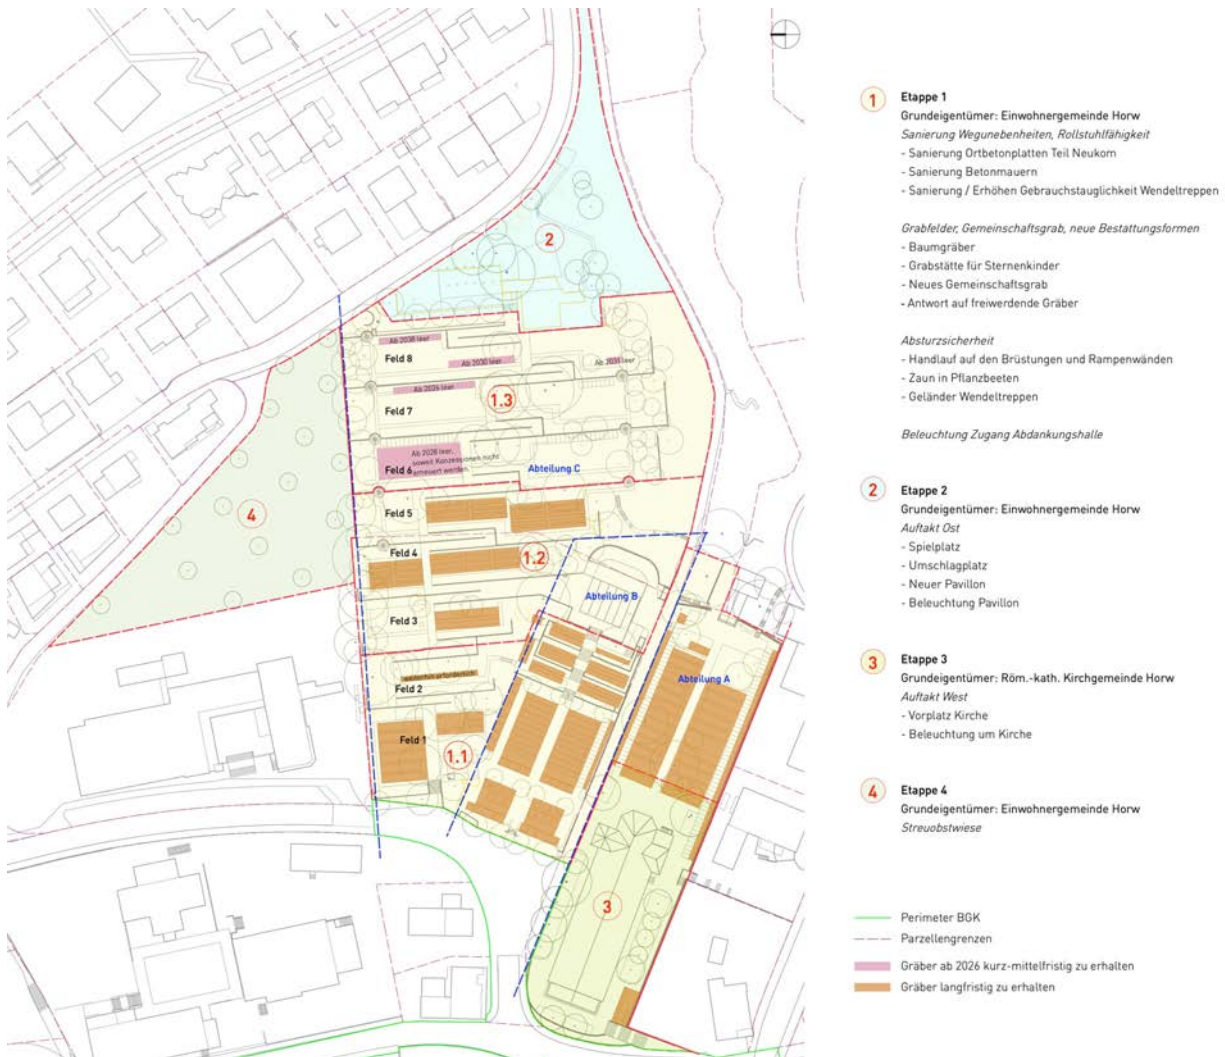 2
Ab 2038 leer
Feld 8
Ab 2030 leer
Ab 2035 leer
Ab 2026 leer
1.3
Feld 7
Ab 2028 leer,
soweit Konzessionen nicht
erneuert werden.
Feld 6
Abteilung C
4
Feld 5
Feld 4
1.2
Abteilung B
Feld 3
Abteilung A
weiterhin erforderlich
Feld 2
Feld 1
1.1
3
1
Etappe 1
Grundeigentümer: Einwohnergemeinde Horw
Sanierung Wegunebenheiten, Rollstuhlfähigkeit
- Sanierung Ortbetonplatten Teil Neukom
- Sanierung Betonmauern
- Sanierung / Erhöhen Gebrauchstauglichkeit Wendeltreppen
Grabfelder, Gemeinschaftsgrab, neue Bestattungsformen
- Baumgräber
- Grabstätte für Sternenkinder
- Neues Gemeinschaftsgrab
- Antwort auf freiwerdende Gräber
Absturzsicherheit
- Handlauf auf den Brüstungen und Rampenwänden
- Zaun in Pflanzbeeten
- Geländer Wendeltreppen
Beleuchtung Zugang Abdankungshalle
2
Etappe 2
Grundeigentümer: Einwohnergemeinde Horw
Auftakt Ost
- Spielplatz
- Umschlagplatz
- Neuer Pavillon
- Beleuchtung Pavillon
3
Etappe 3
Grundeigentümer: Röm.-kath. Kirchgemeinde Horw
Auftakt West
- Vorplatz Kirche
- Beleuchtung um Kirche
4
Etappe 4
Grundeigentümer: Einwohnergemeinde Horw
Streuobstwiese
Perimeter BGK
Parzellengrenzen
Gräber ab 2026 kurz-mittelfristig zu erhalten
Gräber langfristig zu erhalten